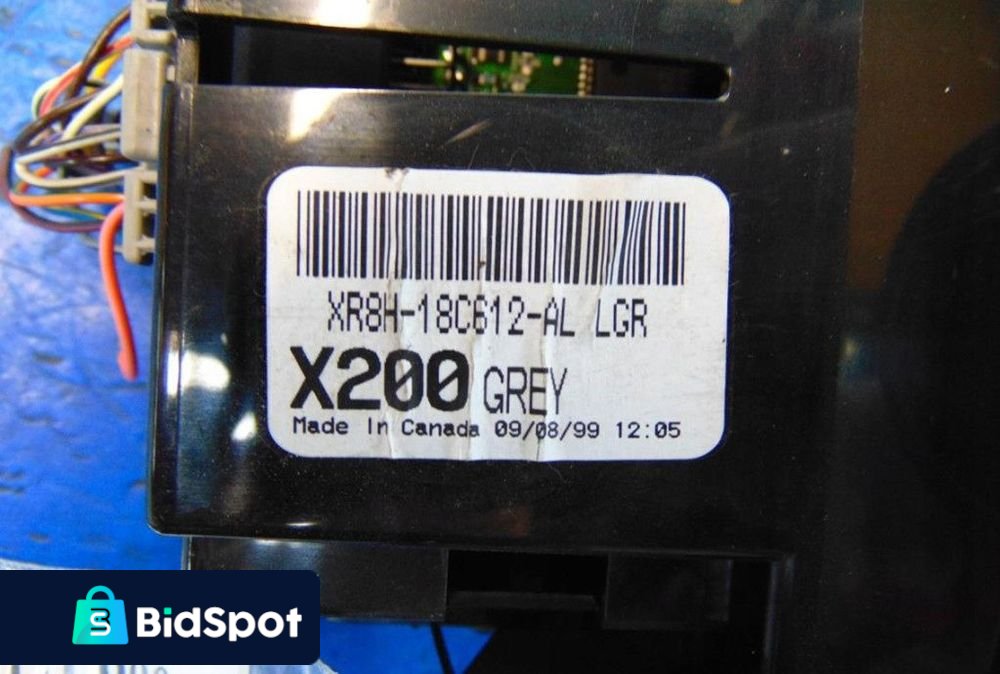 XR8H-18C612-AL LGR
X200 GREY
Made In Canada 09/08/99 12:05
BidSpot